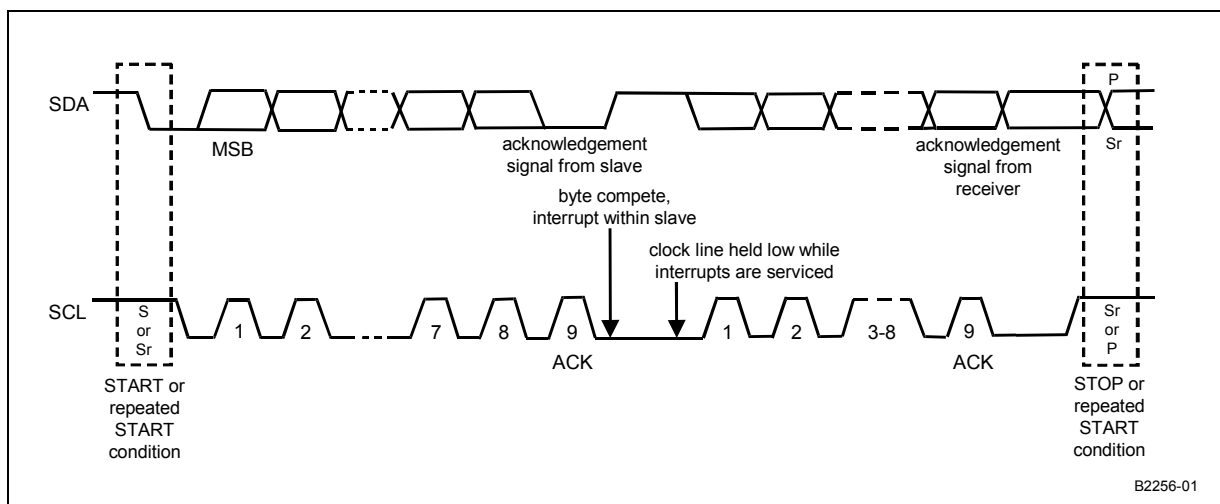 P
SDA
MSB
acknowledgement
signal from slave
acknowledgement
signal from
receiver
Sr
byte compete,
interrupt within slave
clock line held low while
interrupts are serviced
SCL
S
or
Sr
1
2
7
8
9
1
2
3-8
9
Sr
or
P
ACK
ACK
START or
repeated
START
condition
STOP or
repeated
START
condition
B2256-01